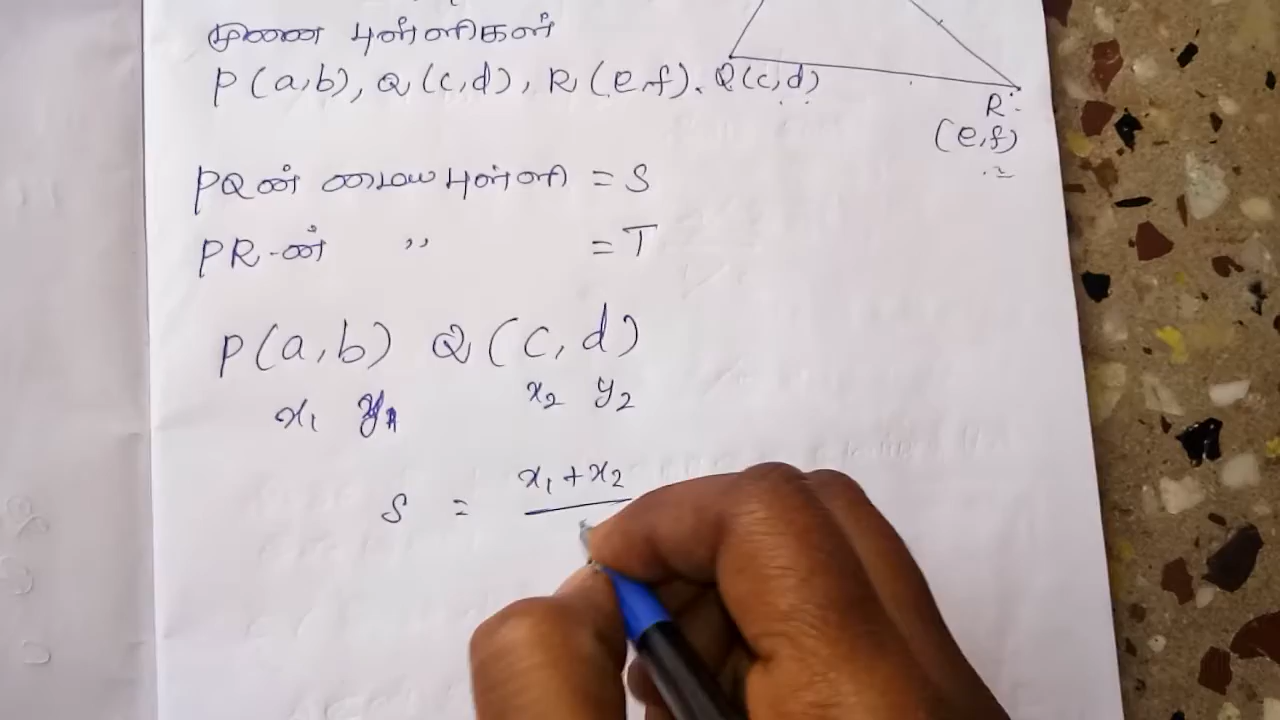 முனை புள்ளிகள்
P(a,b), Q(c,d), R(e,f). Q(c,d)
R
(e,f)
PQன் மைய புள்ளி = S
PR-ன் ,, = T
P(a,b) Q(c,d)
x₁ y₁ x₂ y₂
S = x₁+x₂